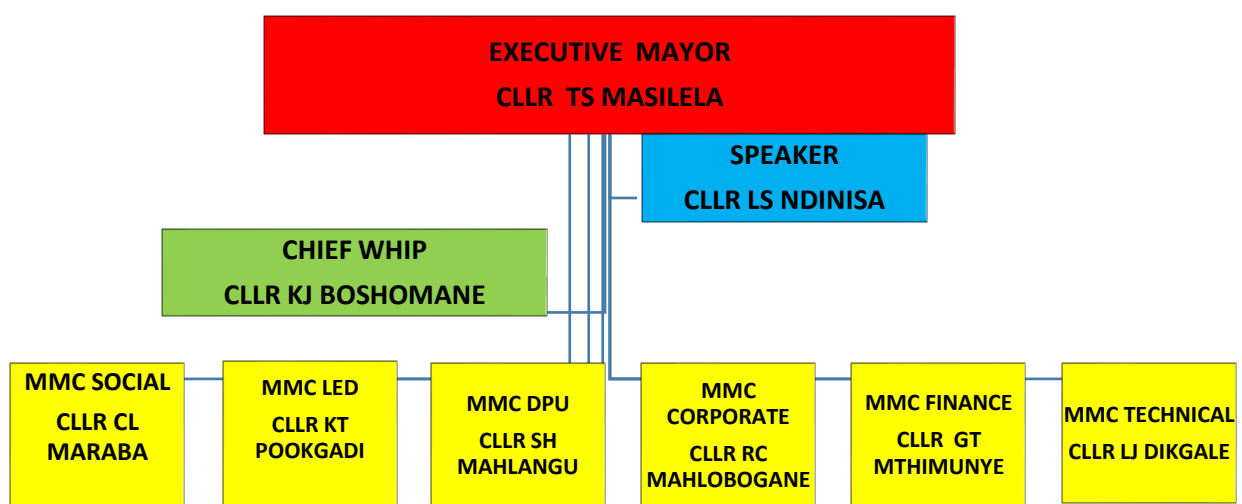 EXECUTIVE MAYOR
CLLR TS MASILELA
SPEAKER
CLLR LS NDINISA
CHIEF WHIP
CLLR KJ BOSHOMANE
MMC SOCIAL
CLLR CL
MARABA
MMC LED
CLLR KT
POOKGADI
MMC DPU
CLLR SH
MAHLANGU
MMC
CORPORATE
CLLR RC
MAHLOBOGANE
MMC FINANCE
CLLR GT
MTHIMUNYE
MMC TECHNICAL
CLLR LJ DIKGALE